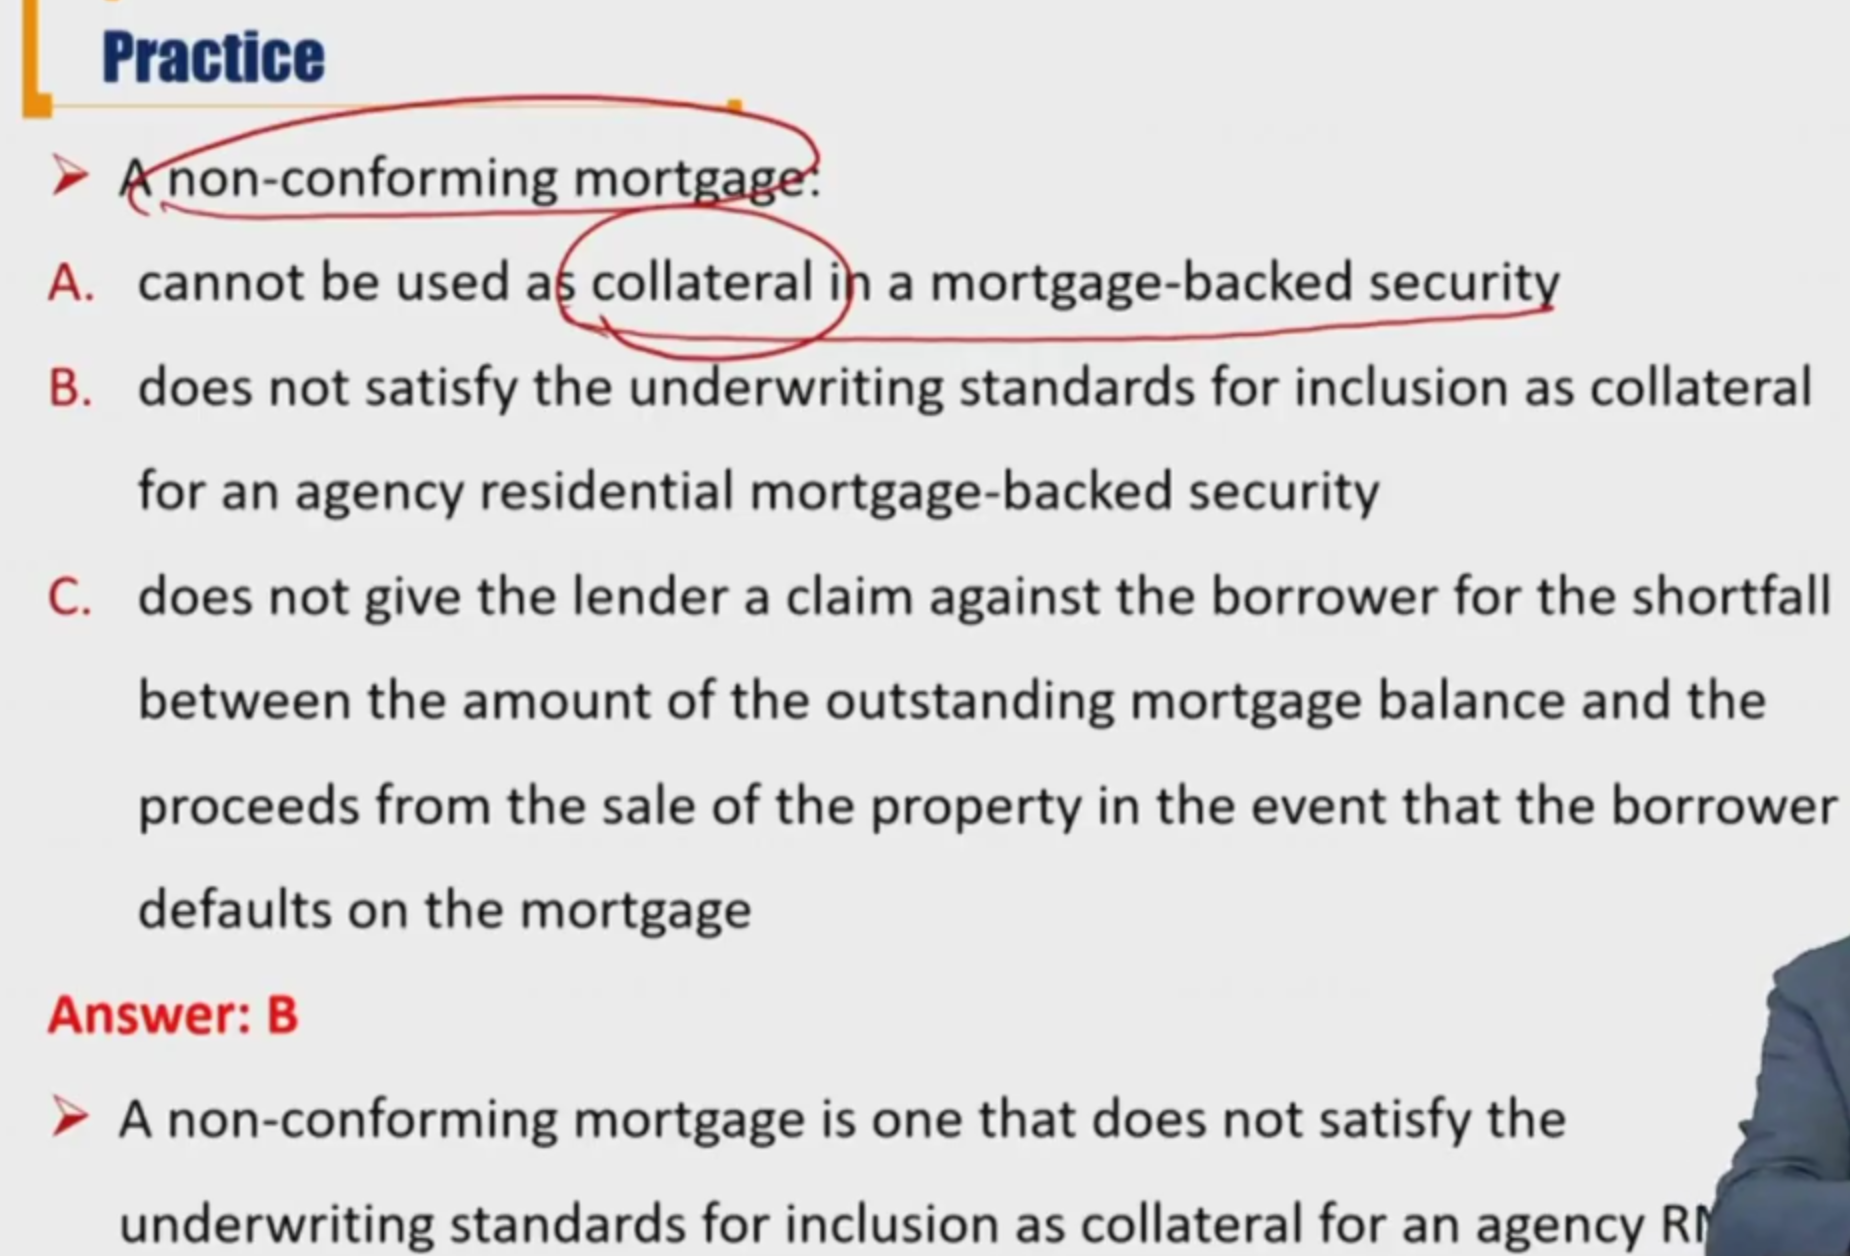 Practice
➢ A non-conforming mortgage:
A. cannot be used as collateral in a mortgage-backed security
B. does not satisfy the underwriting standards for inclusion as collateral
for an agency residential mortgage-backed security
C. does not give the lender a claim against the borrower for the shortfall
between the amount of the outstanding mortgage balance and the
proceeds from the sale of the property in the event that the borrower
defaults on the mortgage
Answer: B
➢ A non-conforming mortgage is one that does not satisfy the
underwriting standards for inclusion as collateral for an agency